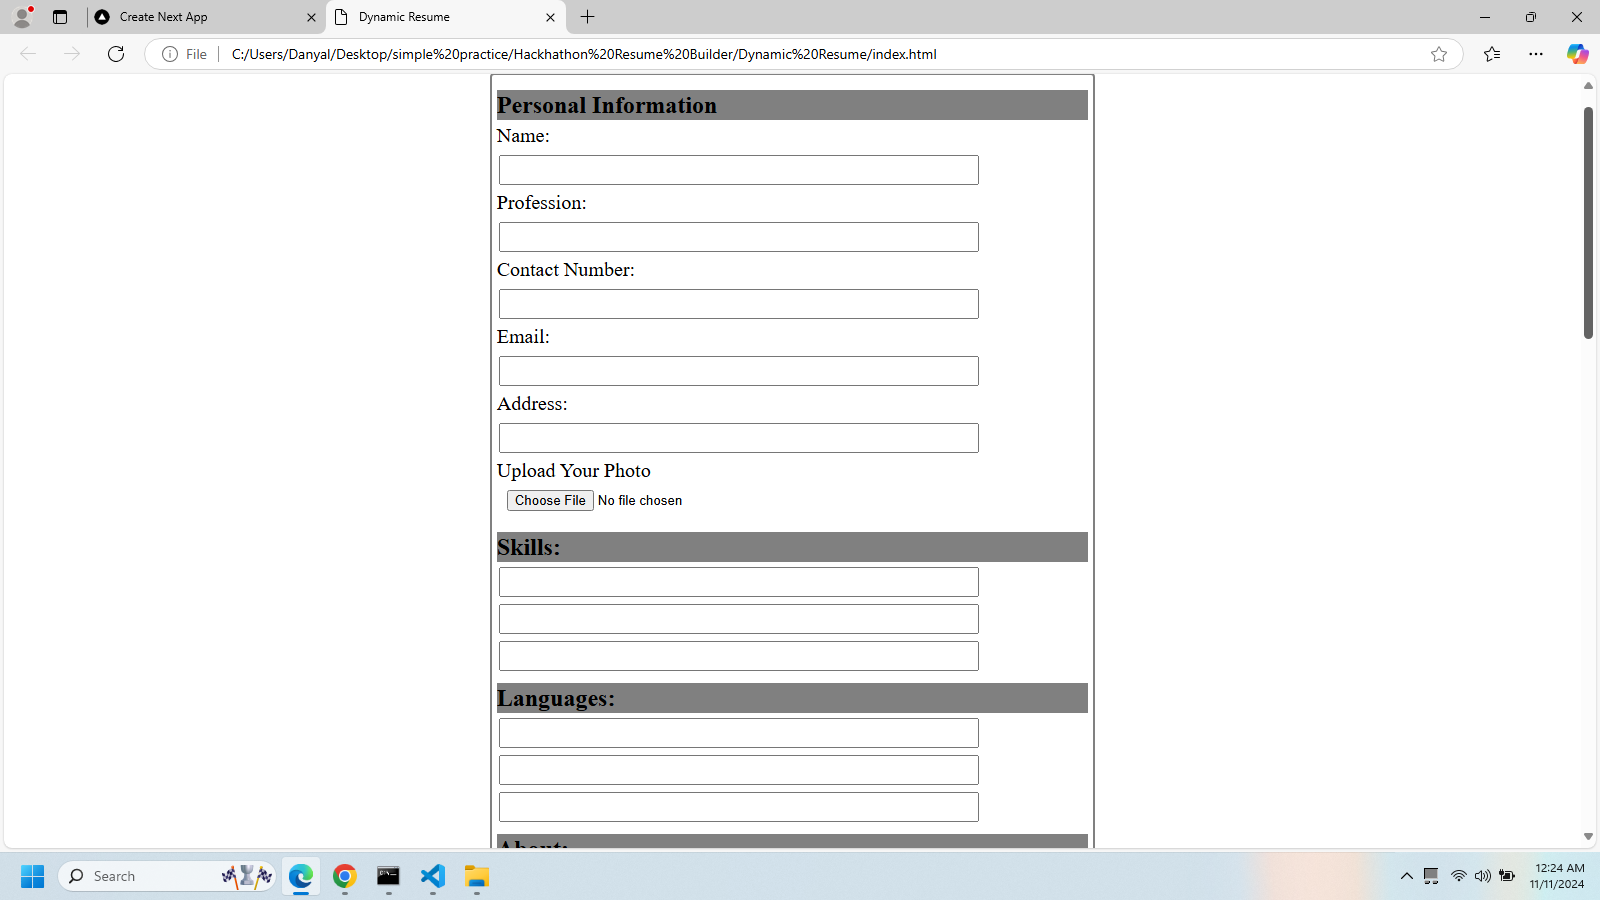 Create Next App
Dynamic Resume
File
C:/Users/Danyal/Desktop/simple%20practice/Hackhathon%20Resume%20Builder/Dynamic%20Resume/index.html
Personal Information
Name:
Profession:
Contact Number:
Email:
Address:
Upload Your Photo
Choose File No file chosen
Skills:
Languages:
About:
Search
12:24 AM
11/11/2024